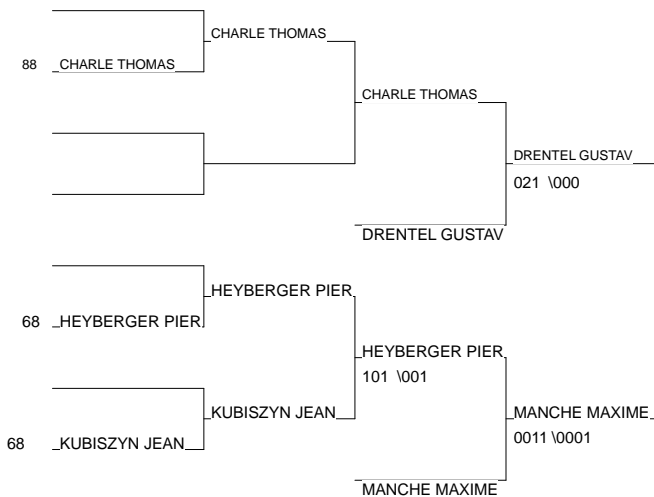 CHARLE THOMAS
88 CHARLE THOMAS
CHARLE THOMAS
DRENTEL GUSTAV
021 \000
DRENTEL GUSTAV
HEYBERGER PIER
68 HEYBERGER PIER
HEYBERGER PIER
101 \001
KUBISZYN JEAN
MANCHE MAXIME
0011 \0001
68 KUBISZYN JEAN
MANCHE MAXIME